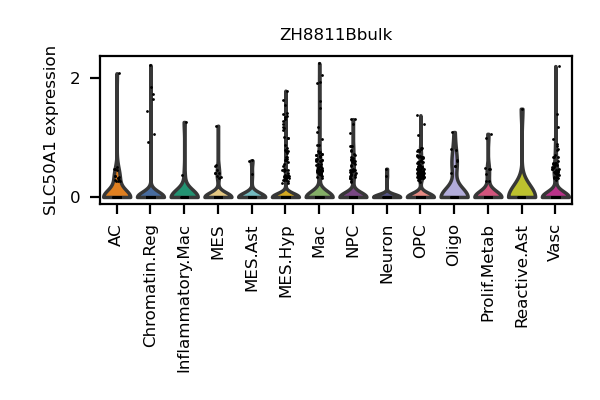 ZH8811Bbulk
SLC50A1 expression
2
0
AC
Chromatin.Reg
Inflammatory.Mac
MES
MES.Ast
MES.Hyp
Mac
NPC
Neuron
OPC
Oligo
Prolif.Metab
Reactive.Ast
Vasc